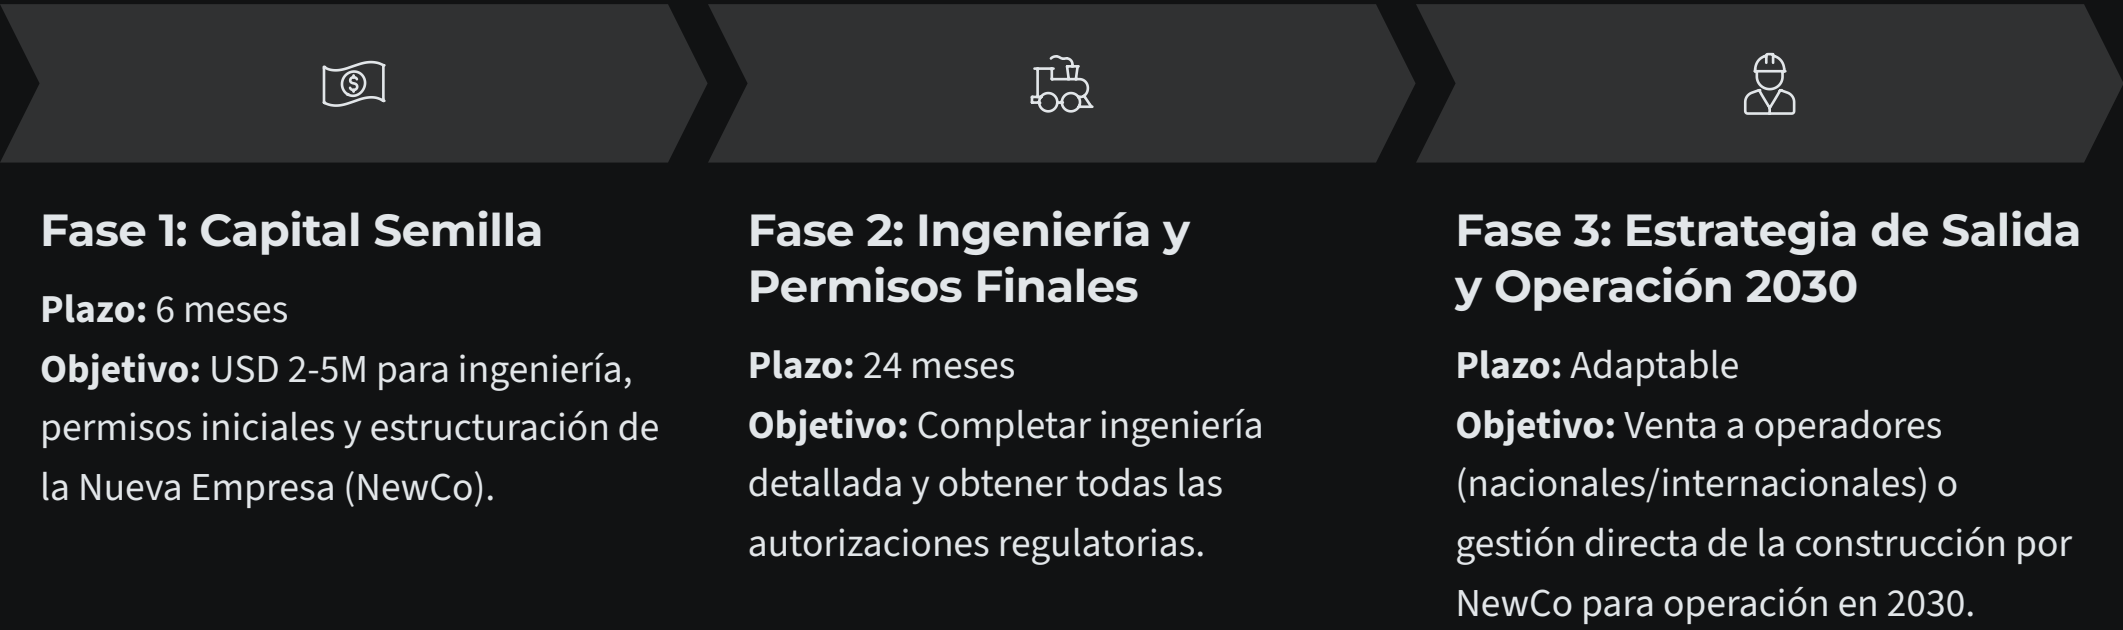 Fase 1: Capital Semilla
Plazo: 6 meses
Objetivo: USD 2-5M para ingeniería,
permisos iniciales y estructuración de
la Nueva Empresa (NewCo).
Fase 2: Ingeniería y
Permisos Finales
Plazo: 24 meses
Objetivo: Completar ingeniería
detallada y obtener todas las
autorizaciones regulatorias.
Fase 3: Estrategia de Salida
y Operación 2030
Plazo: Adaptable
Objetivo: Venta a operadores
(nacionales/internacionales) o
gestión directa de la construcción por
NewCo para operación en 2030.